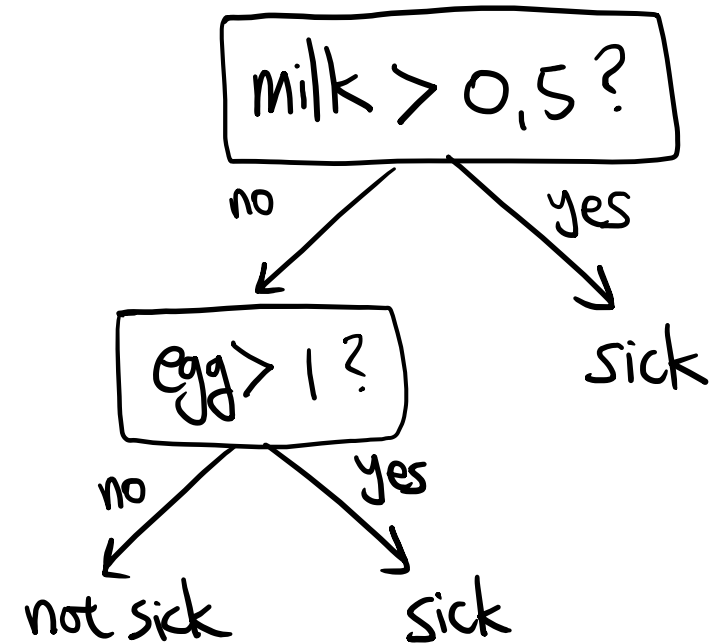 milk > 0,5?
no
yes
egg > 1?
sick
no
yes
not sick
sick